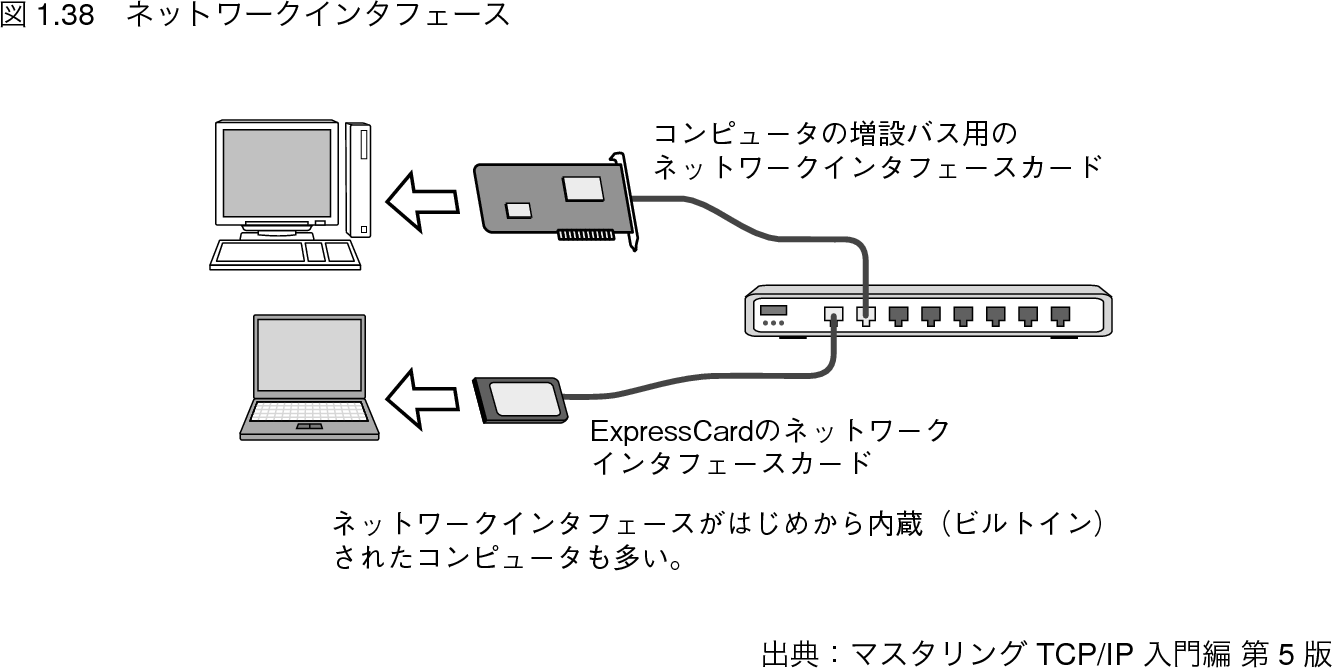 図 1.38　ネットワークインタフェース
コンピュータの増設バス用の
ネットワークインタフェースカード
ExpressCardのネットワーク
インタフェースカード
ネットワークインタフェースがはじめから内蔵（ビルトイン）
されたコンピュータも多い。
出典：マスタリング TCP/IP 入門編 第 5 版